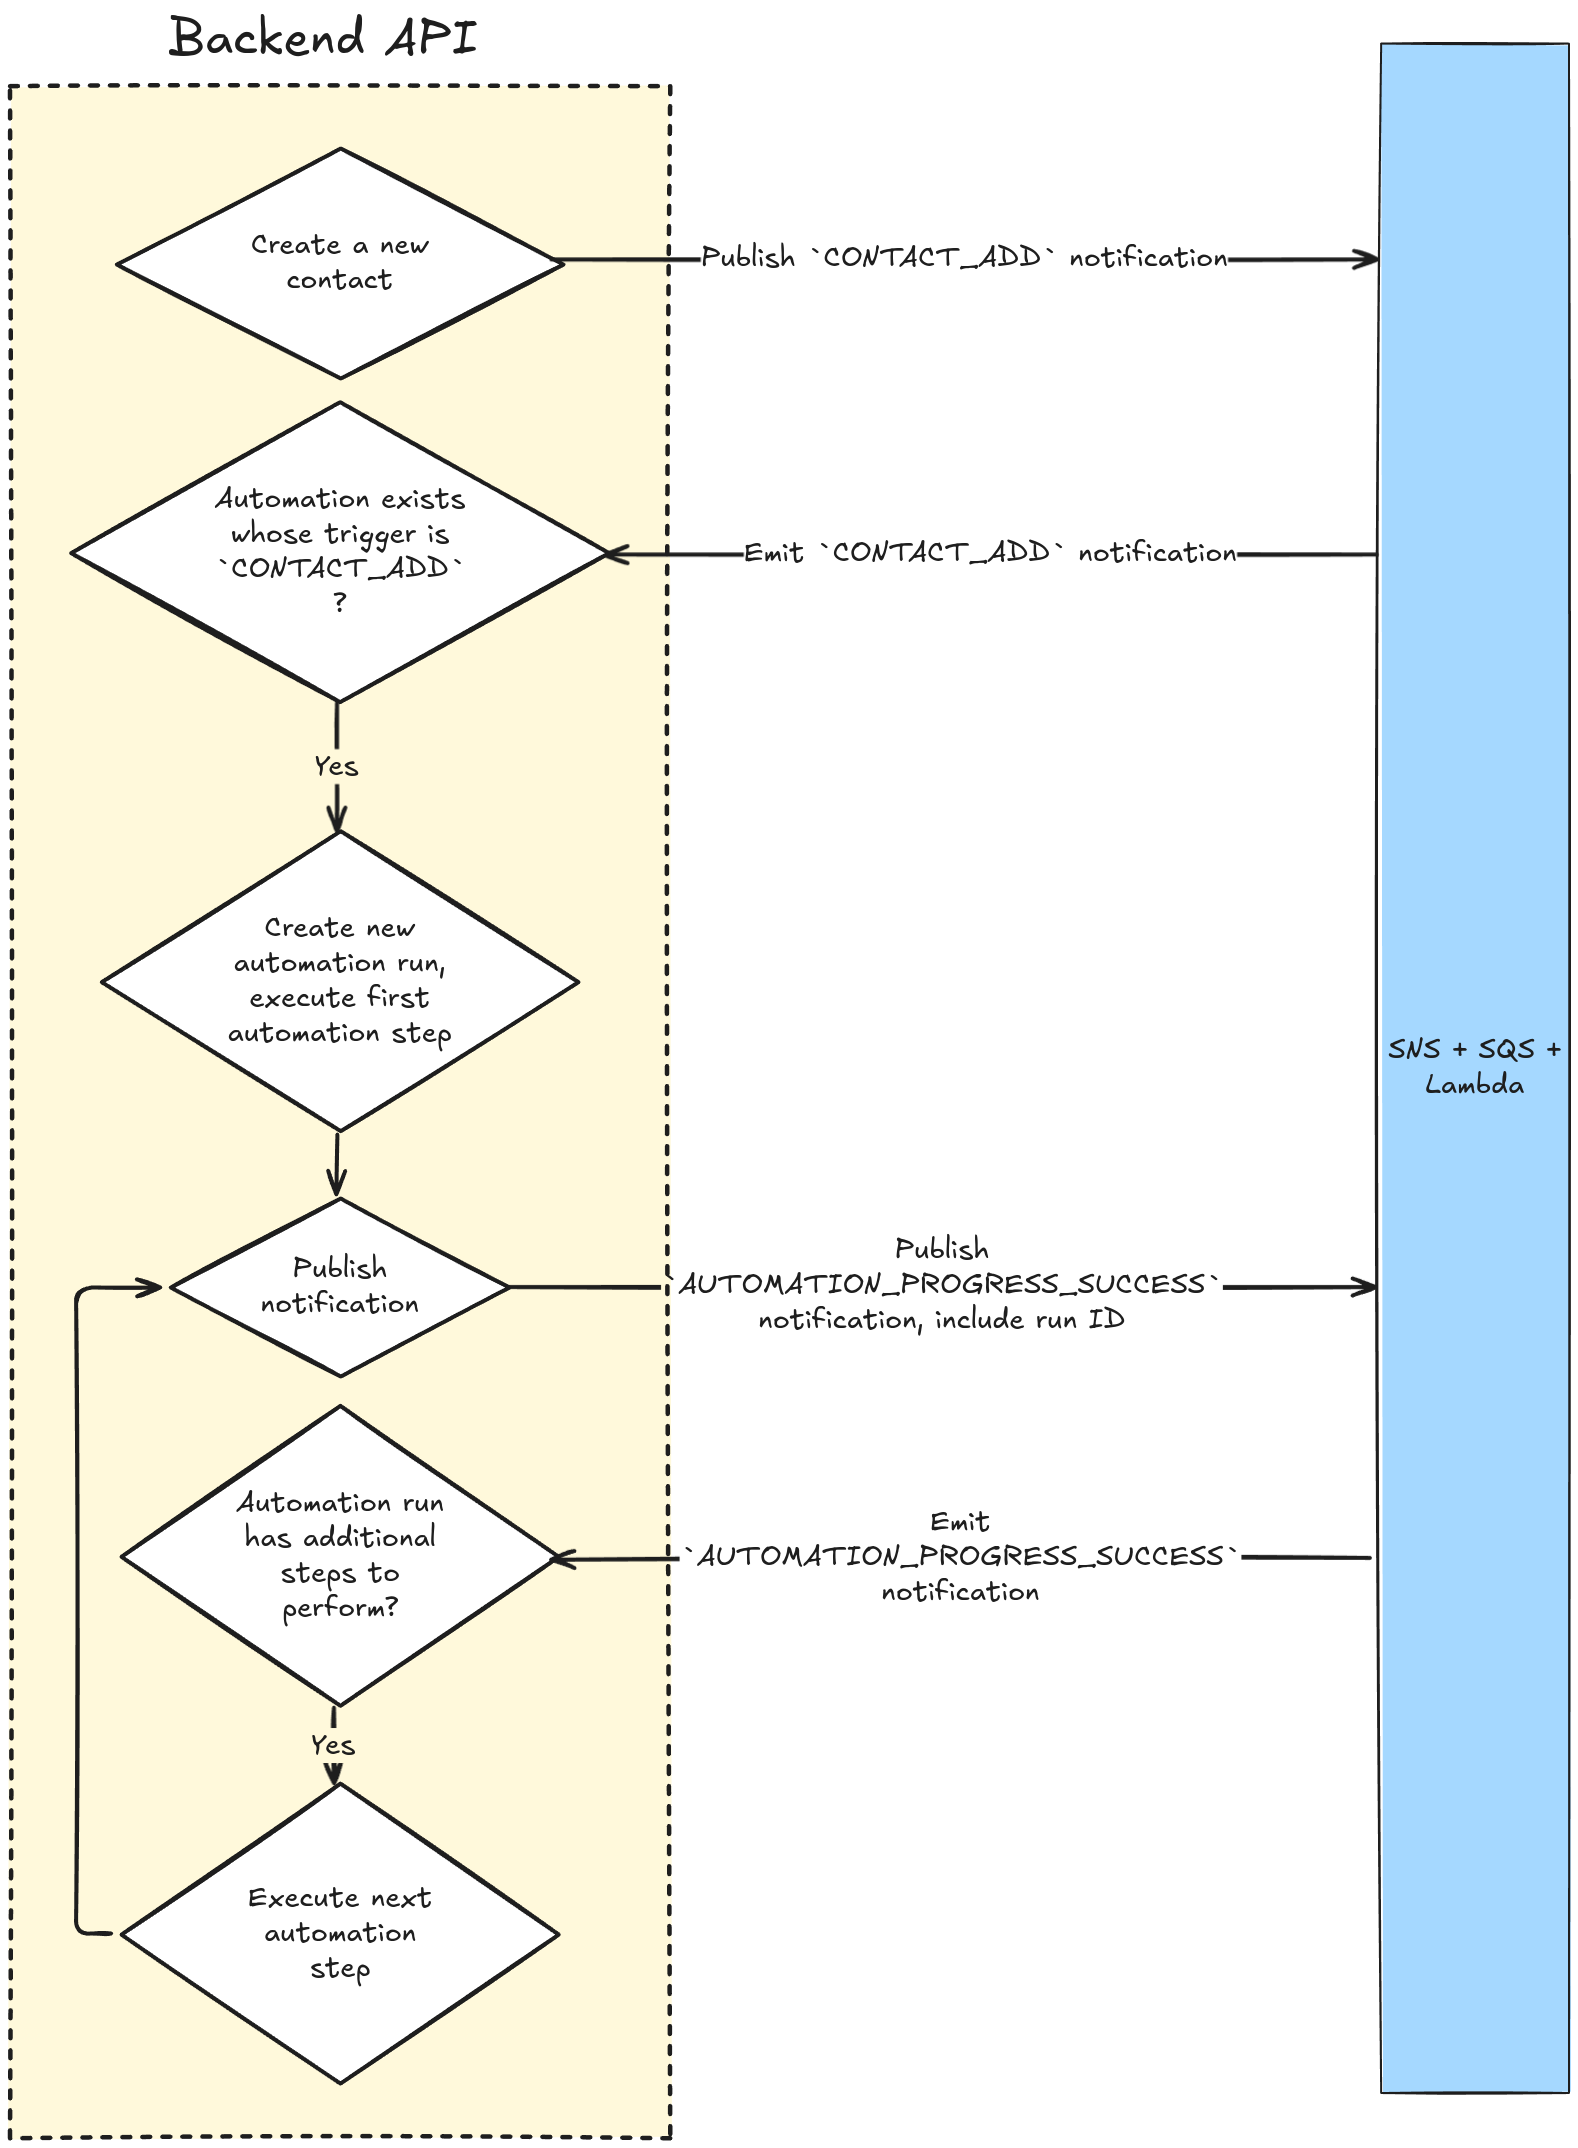 Backend API
Create a new
contact
Publish `CONTACT_ADD` notification
Automation exists
whose trigger is
`CONTACT_ADD`
?
Emit `CONTACT_ADD` notification
Yes
Create new
automation run,
execute first
automation step
SNS + SQS +
Lambda
Publish
notification
Publish
`AUTOMATION_PROGRESS_SUCCESS`
notification, include run ID
Automation run
has additional
steps to
perform?
Emit
`AUTOMATION_PROGRESS_SUCCESS`
notification
Yes
Execute next
automation
step